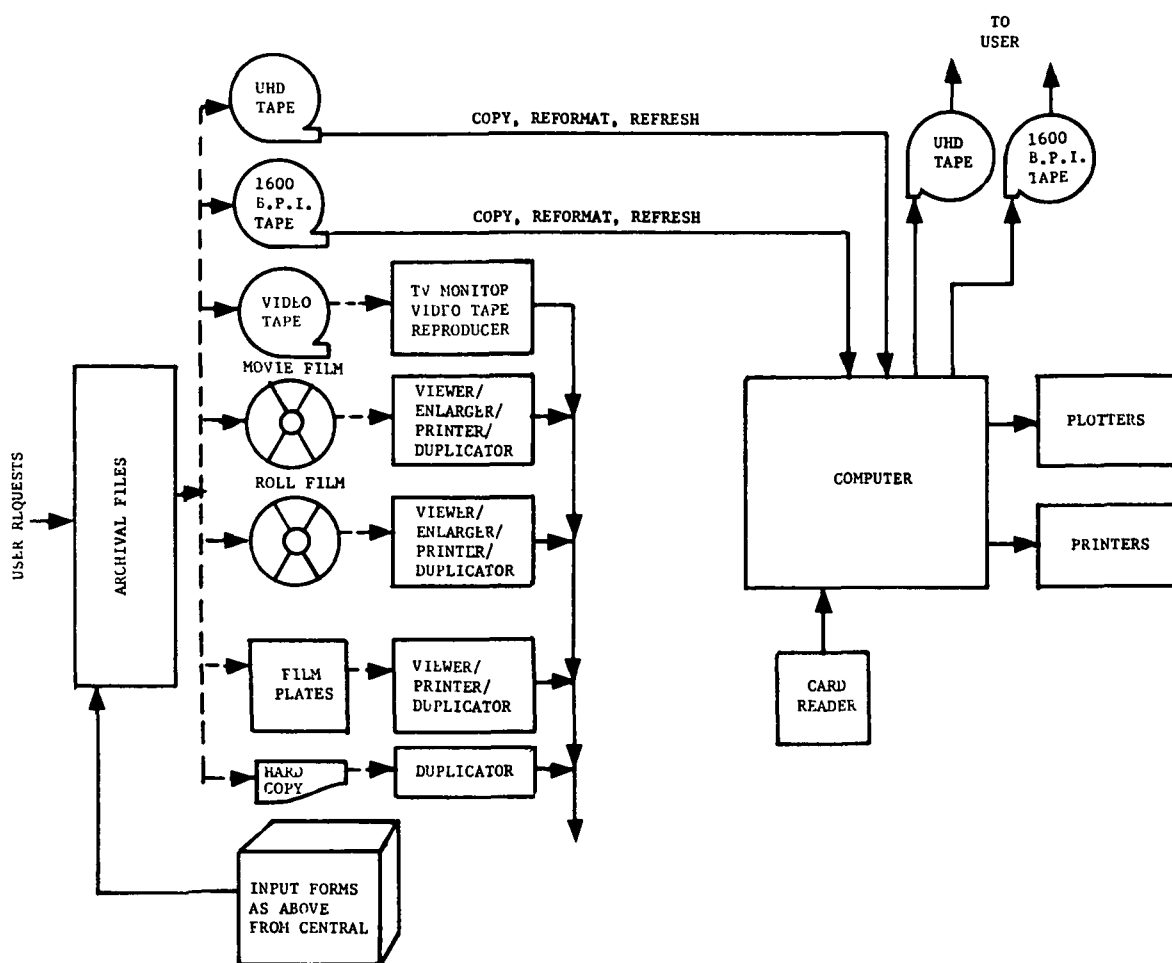 TO
USER
UHD
TAPE
COPY, REFORMAT, REFRESH
UHD
TAPE
1600
B.P.I.
TAPE
1600
B.P.I.
TAPE
COPY, REFORMAT, REFRESH
VIDEO
TAPE
TV MONITOP
VIDEO TAPE
REPRODUCER
MOVIE FILM
VIEWER/
ENLARGER/
PRINTER/
DUPLICATOR
ROLL FILM
VIEWER/
ENLARGER/
PRINTER/
DUPLICATOR
USER RLQUESTS
ARCHIVAL FILES
COMPUTER
PLOTTERS
PRINTERS
FILM
PLATES
VIEWER/
PRINTER/
DUPLICATOR
CARD
READER
HARD
COPY
DUPLICATOR
INPUT FORMS
AS ABOVE
FROM CENTRAL